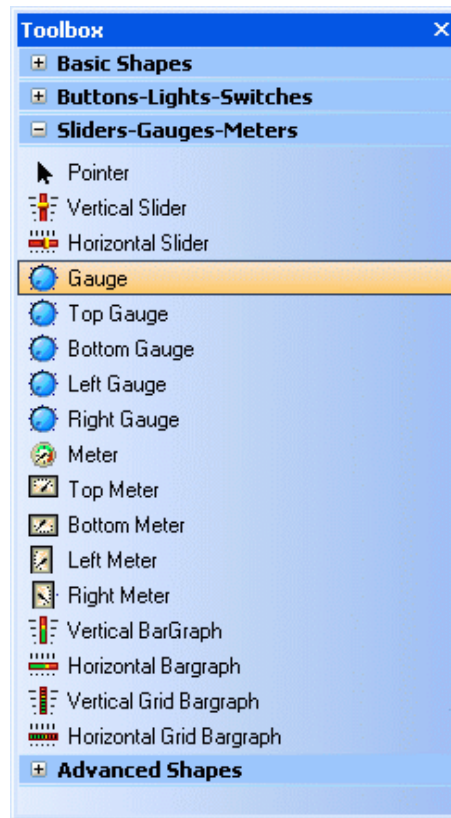 Toolbox
Basic Shapes
Buttons-Lights-Switches
Sliders-Gauges-Meters
Pointer
Vertical Slider
Horizontal Slider
Gauge
Top Gauge
Bottom Gauge
Left Gauge
Right Gauge
Meter
Top Meter
Bottom Meter
Left Meter
Right Meter
Vertical BarGraph
Horizontal Bargraph
Vertical Grid Bargraph
Horizontal Grid Bargraph
Advanced Shapes